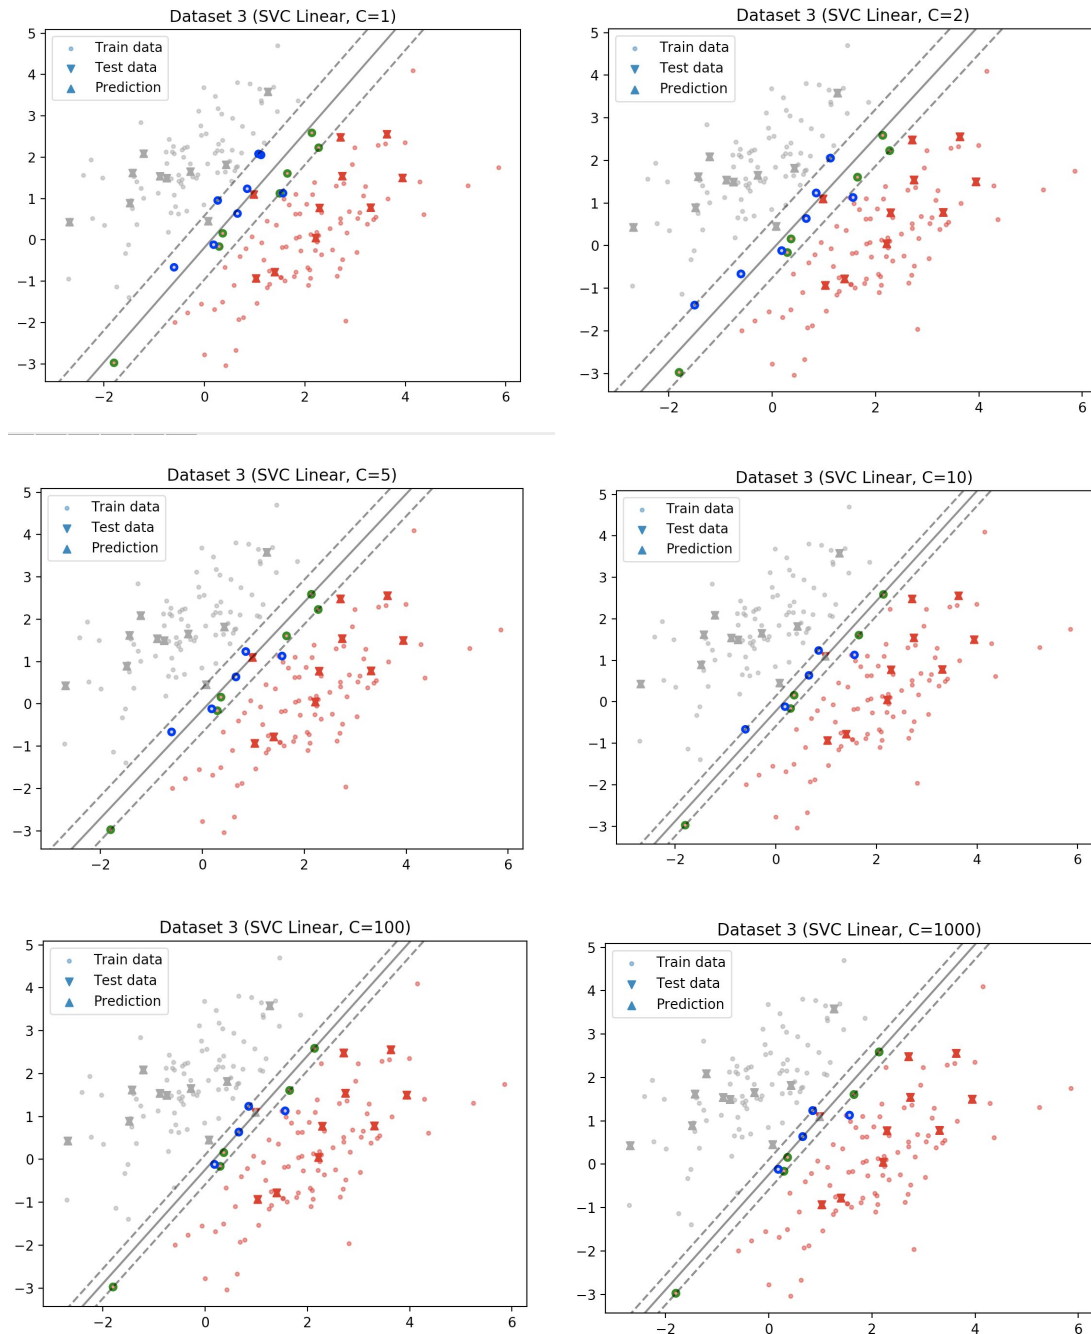 Dataset 3 (SVC Linear, C=1)
Train data
Test data
Prediction
5
4
3
2
1
0
−1
−2
−3
−2 0 2 4 6
Dataset 3 (SVC Linear, C=2)
Train data
Test data
Prediction
5
4
3
2
1
0
−1
−2
−3
−2 0 2 4 6
Dataset 3 (SVC Linear, C=5)
Train data
Test data
Prediction
5
4
3
2
1
0
−1
−2
−3
−2 0 2 4 6
Dataset 3 (SVC Linear, C=10)
Train data
Test data
Prediction
5
4
3
2
1
0
−1
−2
−3
−2 0 2 4 6
Dataset 3 (SVC Linear, C=100)
Train data
Test data
Prediction
5
4
3
2
1
0
−1
−2
−3
−2 0 2 4 6
Dataset 3 (SVC Linear, C=1000)
Train data
Test data
Prediction
5
4
3
2
1
0
−1
−2
−3
−2 0 2 4 6